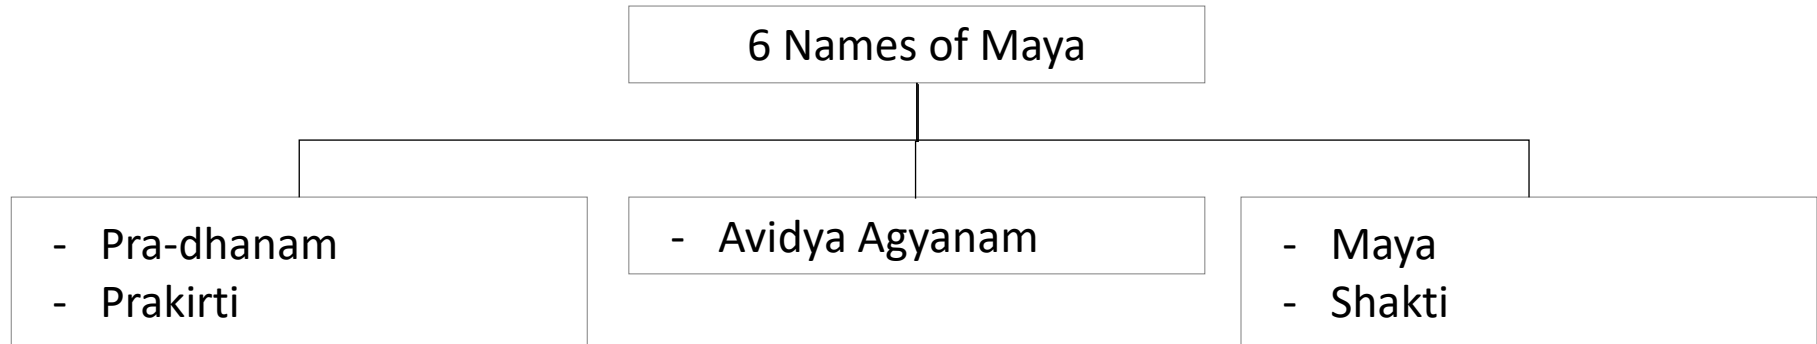 6 Names of Maya
- Pra-dhanam
- Prakirti
- Avidya Agyanam
- Maya
- Shakti